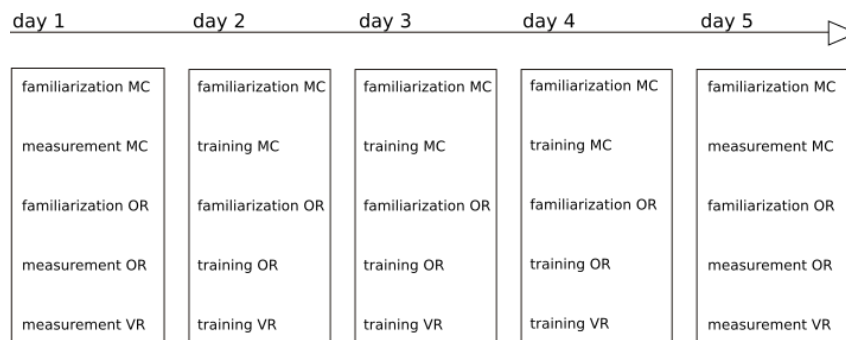 day 1
day 2
day 3
day 4
day 5
familiarization MC
measurement MC
familiarization OR
measurement OR
measurement VR
familiarization MC
training MC
familiarization OR
training OR
training VR
familiarization MC
training MC
familiarization OR
training OR
training VR
familiarization MC
training MC
familiarization OR
training OR
training VR
familiarization MC
measurement MC
familiarization OR
measurement OR
measurement VR